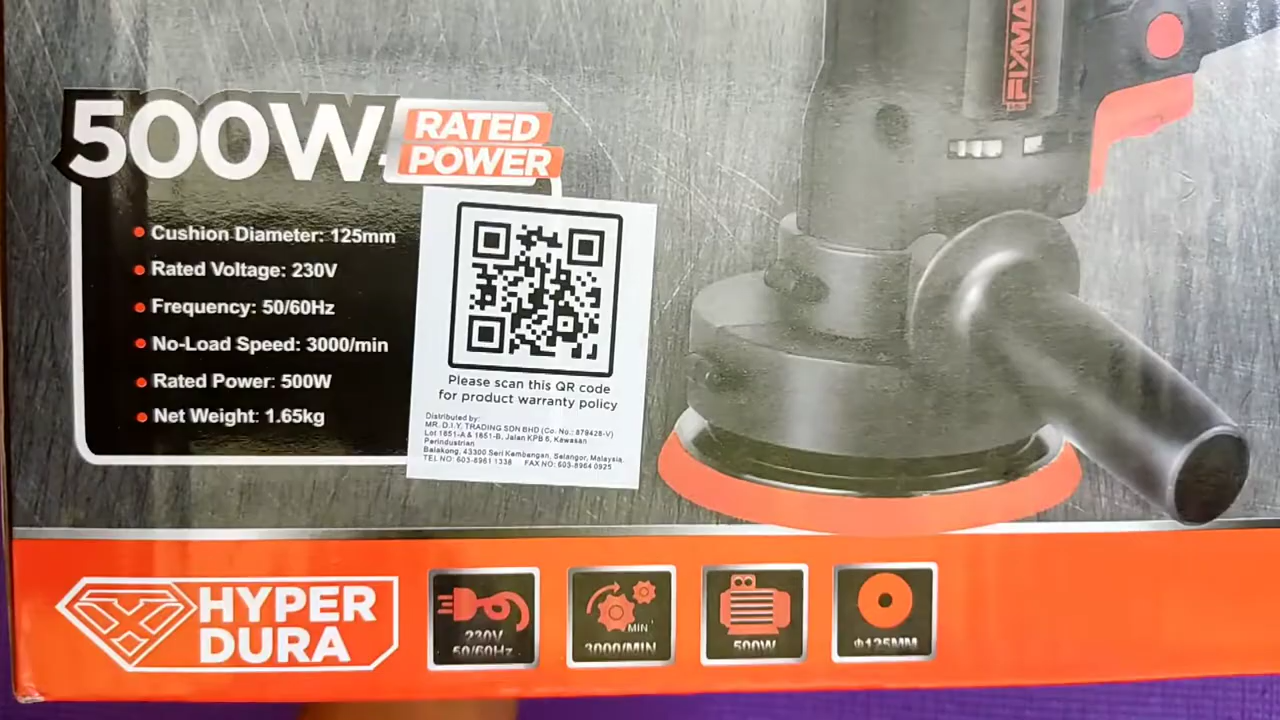 FIXMA
500W
RATED
POWER
Cushion Diameter: 125mm
Rated Voltage: 230V
Frequency: 50/60Hz
No-Load Speed: 3000/min
Rated Power: 500W
Net Weight: 1.65kg
Please scan this QR code
for product warranty policy
Distributed by:
MR. D.I.Y. TRADING SDN BHD (Co. No.: 879428-V)
Lot 1851-A & 1851-B, Jalan KPB 6, Kawasan
Perindustrian
Balakong, 43300 Seri Kembangan, Selangor, Malaysia.
TEL NO: 603-8961 1338 FAX NO: 603-8964 0925
HYPER
DURA
230V
50/60Hz
MIN
3000/MIN
500W
Φ125MM